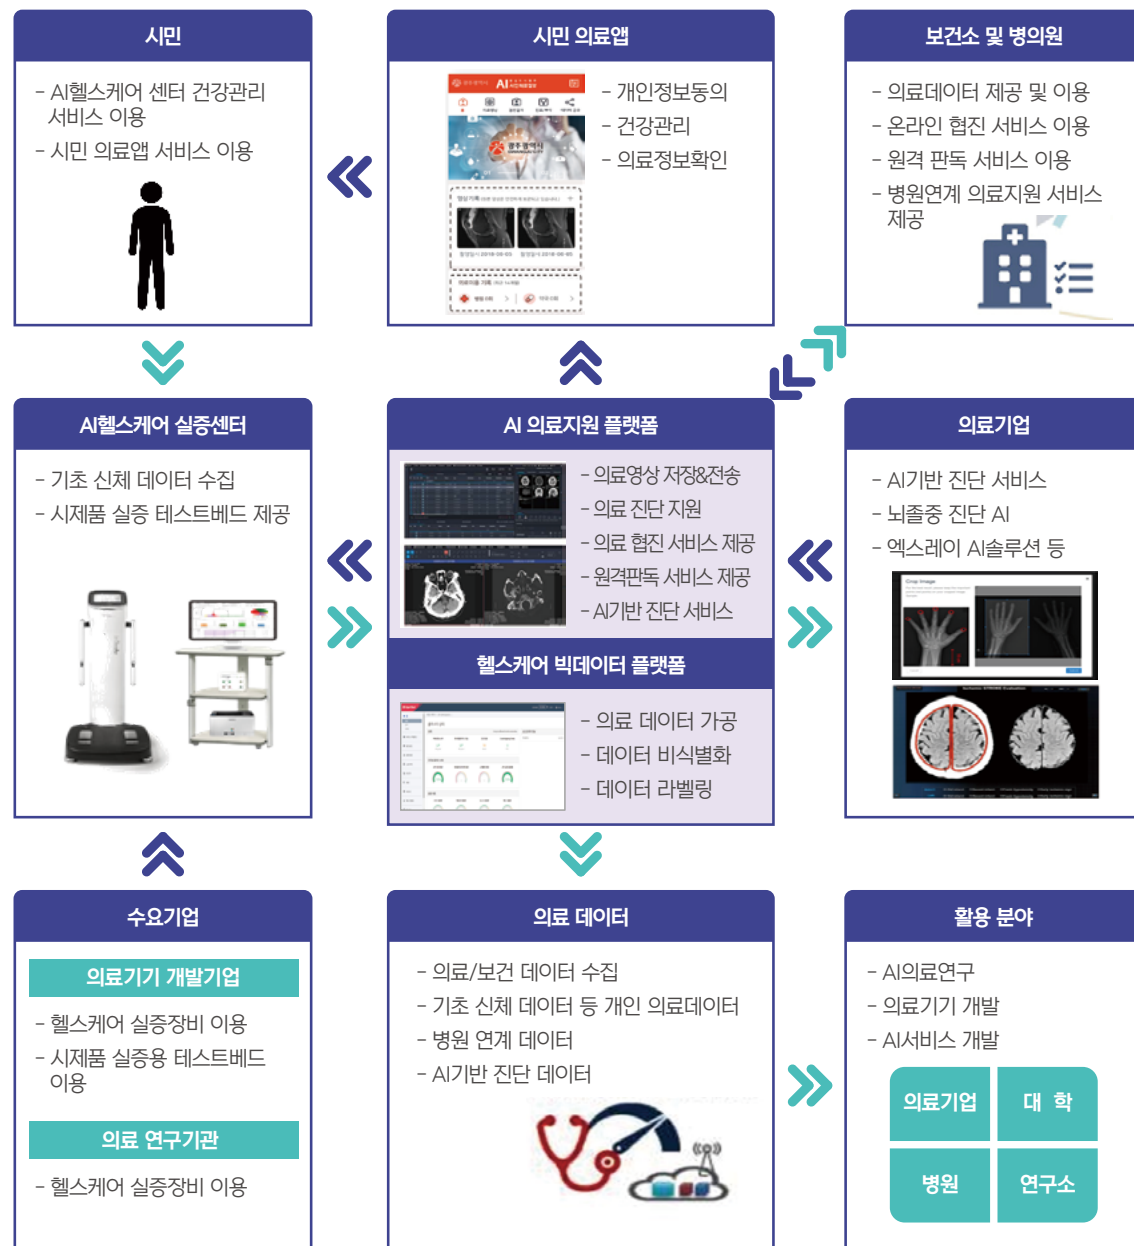 시민
- AI헬스케어 센터 건강관리
서비스 이용
- 시민 의료앱 서비스 이용
시민 의료앱
광주광역시
- 개인정보동의
- 건강관리
- 의료정보확인
보건소 및 병의원
- 의료데이터 제공 및 이용
- 온라인 협진 서비스 이용
- 원격 판독 서비스 이용
- 병원연계 의료지원 서비스
제공
AI헬스케어 실증센터
- 기초 신체 데이터 수집
- 시제품 실증 테스트베드 제공
AI 의료지원 플랫폼
- 의료영상 저장&전송
- 의료 진단 지원
- 의료 협진 서비스 제공
- 원격판독 서비스 제공
- AI기반 진단 서비스
헬스케어 빅데이터 플랫폼
- 의료 데이터 가공
- 데이터 비식별화
- 데이터 라벨링
의료기업
- AI기반 진단 서비스
- 뇌졸중 진단 AI
- 엑스레이 AI솔루션 등
Crop Image
수요기업
의료기기 개발기업
- 헬스케어 실증장비 이용
- 시제품 실증용 테스트베드
이용
의료 연구기관
- 헬스케어 실증장비 이용
의료 데이터
- 의료/보건 데이터 수집
- 기초 신체 데이터 등 개인 의료데이터
- 병원 연계 데이터
- AI기반 진단 데이터
활용 분야
- AI의료연구
- 의료기기 개발
- AI서비스 개발
의료기업
대 학
병원
연구소